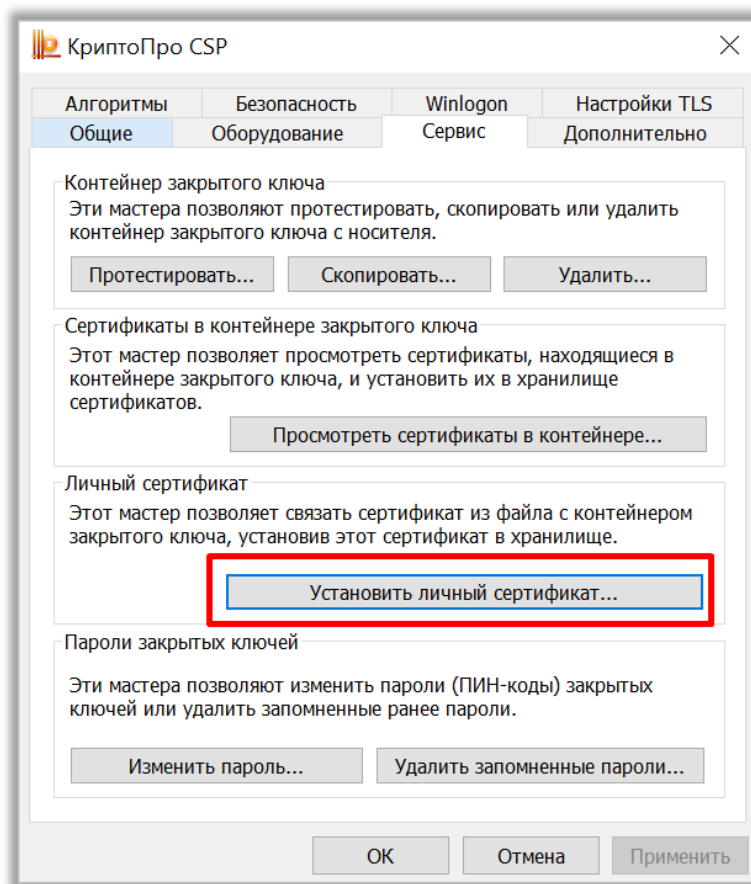 КриптоПро CSP
Алгоритмы Безопасность Winlogon Настройки TLS
Общие Оборудование Сервис Дополнительно
Контейнер закрытого ключа
Эти мастера позволяют протестировать, скопировать или удалить
контейнер закрытого ключа с носителя.
Протестировать... Скопировать... Удалить...
Сертификаты в контейнере закрытого ключа
Этот мастер позволяет просмотреть сертификаты, находящиеся в
контейнере закрытого ключа, и установить их в хранилище
сертификатов.
Просмотреть сертификаты в контейнере...
Личный сертификат
Этот мастер позволяет связать сертификат из файла с контейнером
закрытого ключа, установив этот сертификат в хранилище.
Установить личный сертификат...
Пароли закрытых ключей
Эти мастера позволяют изменить пароли (ПИН-коды) закрытых
ключей или удалить запомненные ранее пароли.
Изменить пароль... Удалить запомненные пароли...
ОК Отмена Применить